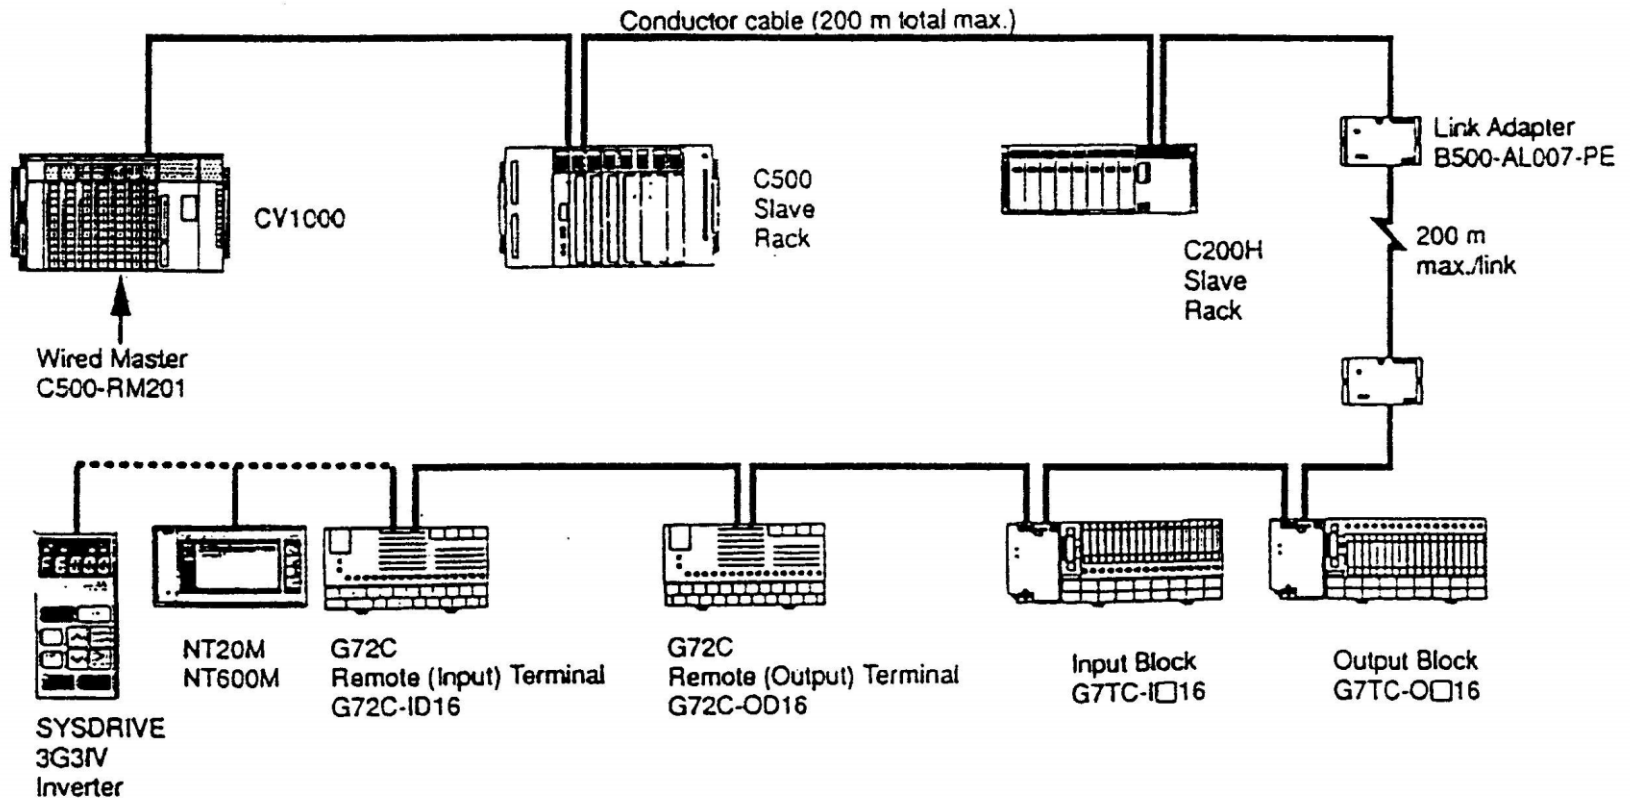 Conductor cable (200 m total max.)
Link Adapter
B500-AL007-PE
CV1000
C500
Slave
Rack
C200H
Slave
Rack
200 m
max./link
Wired Master
C500-RM201
NT20M
NT600M
G72C
Remote (Input) Terminal
G72C-ID16
G72C
Remote (Output) Terminal
G72C-OD16
Input Block
G7TC-I□16
Output Block
G7TC-O□16
SYSDRIVE
3G3IV
Inverter